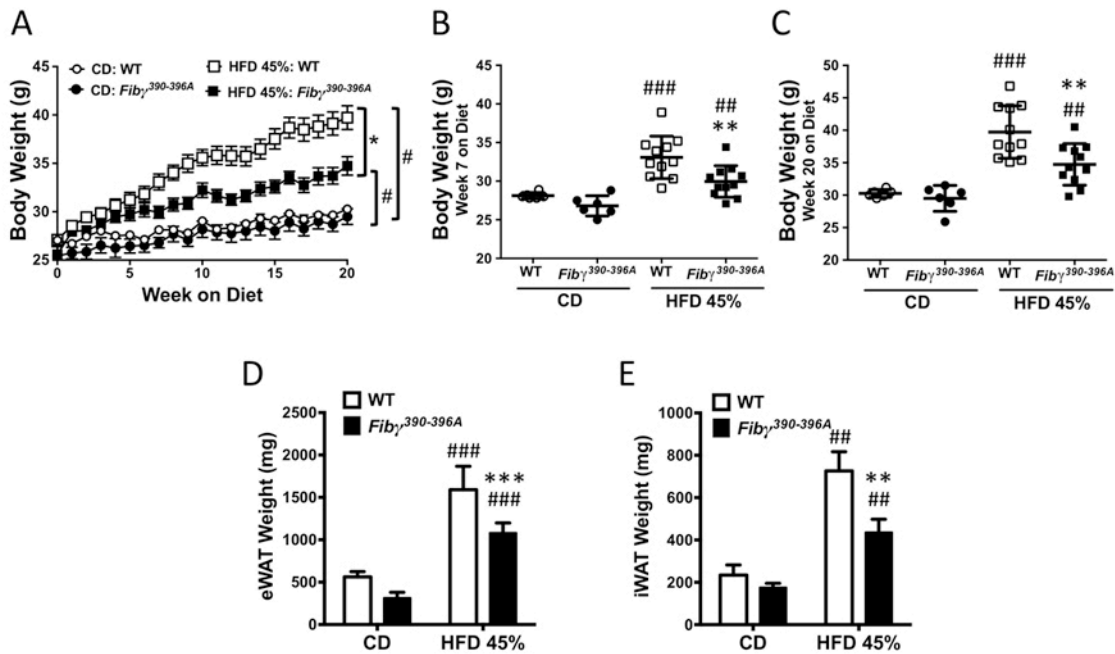 A
CD: WT
HFD 45%: WT
CD: Fibγ390-396A
HFD 45%: Fibγ390-396A
Body Weight (g)
45
40
35
30
25
0
5
10
15
20
Week on Diet
*
#
#
B
Body Weight (g)
Week 7 on Diet
45
40
35
30
25
20
###
##
**
WT
Fibγ390-396A
WT
Fibγ390-396A
CD
HFD 45%
C
Body Weight (g)
Week 20 on Diet
50
45
40
35
30
25
20
###
**
##
WT
Fibγ390-396A
WT
Fibγ390-396A
CD
HFD 45%
D
WT
Fibγ390-396A
eWAT Weight (mg)
2500
2000
1500
1000
500
0
###
***
###
CD
HFD 45%
E
WT
Fibγ390-396A
iWAT Weight (mg)
1000
800
600
400
200
0
##
**
##
CD
HFD 45%